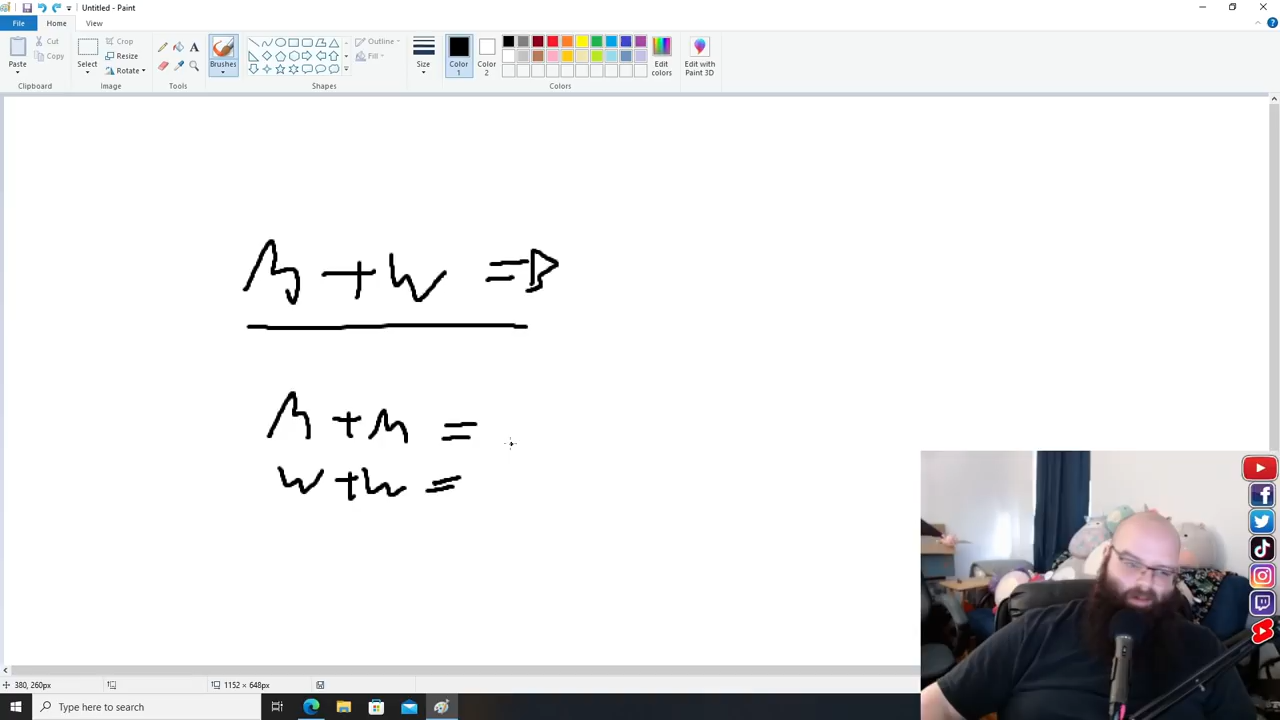 Untitled - Paint
File Home View
Paste
Cut
Copy
Clipboard
Select
Crop
Resize
Rotate
Image
A
Tools
Brushes
Outline
Fill
Shapes
Size
Color 1
Color 2
Edit colors
Colors
Edit with Paint 3D
M + W =
M + M =
W + W =
380, 260px
1152 × 648px
Type here to search